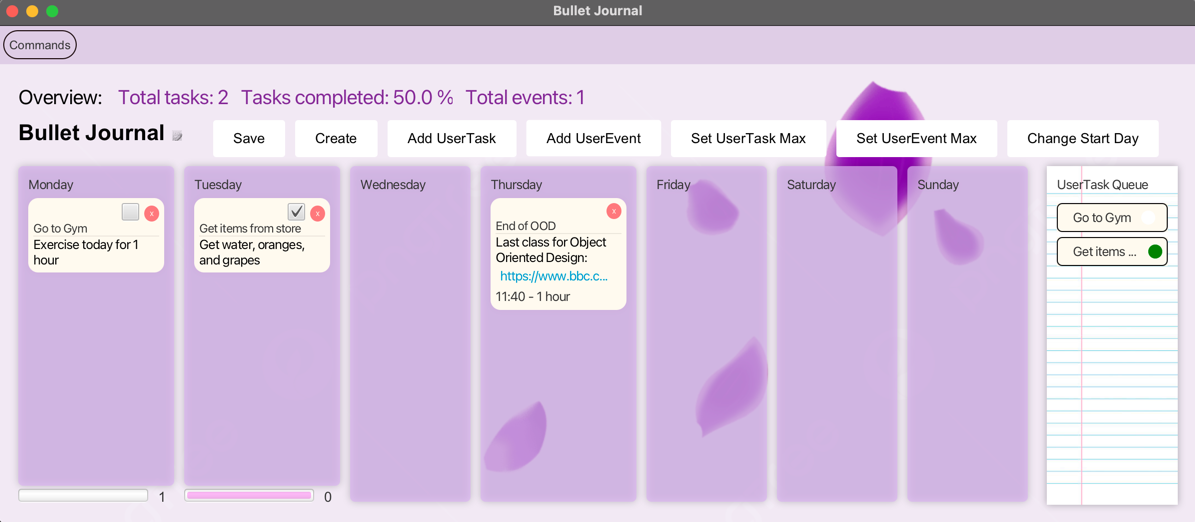 Bullet Journal
Commands
Overview: Total tasks: 2 Tasks completed: 50.0 % Total events: 1
Bullet Journal Save Create Add UserTask Add UserEvent Set UserTask Max Set UserEvent Max Change Start Day
Monday
x
Go to Gym
Exercise today for 1
hour
1
Tuesday
x
Get items from store
Get water, oranges,
and grapes
0
Wednesday
Thursday
x
End of OOD
Last class for Object
Oriented Design:
https://www.bbc.c...
11:40 - 1 hour
Friday
Saturday
Sunday
UserTask Queue
Go to Gym
Get items ...